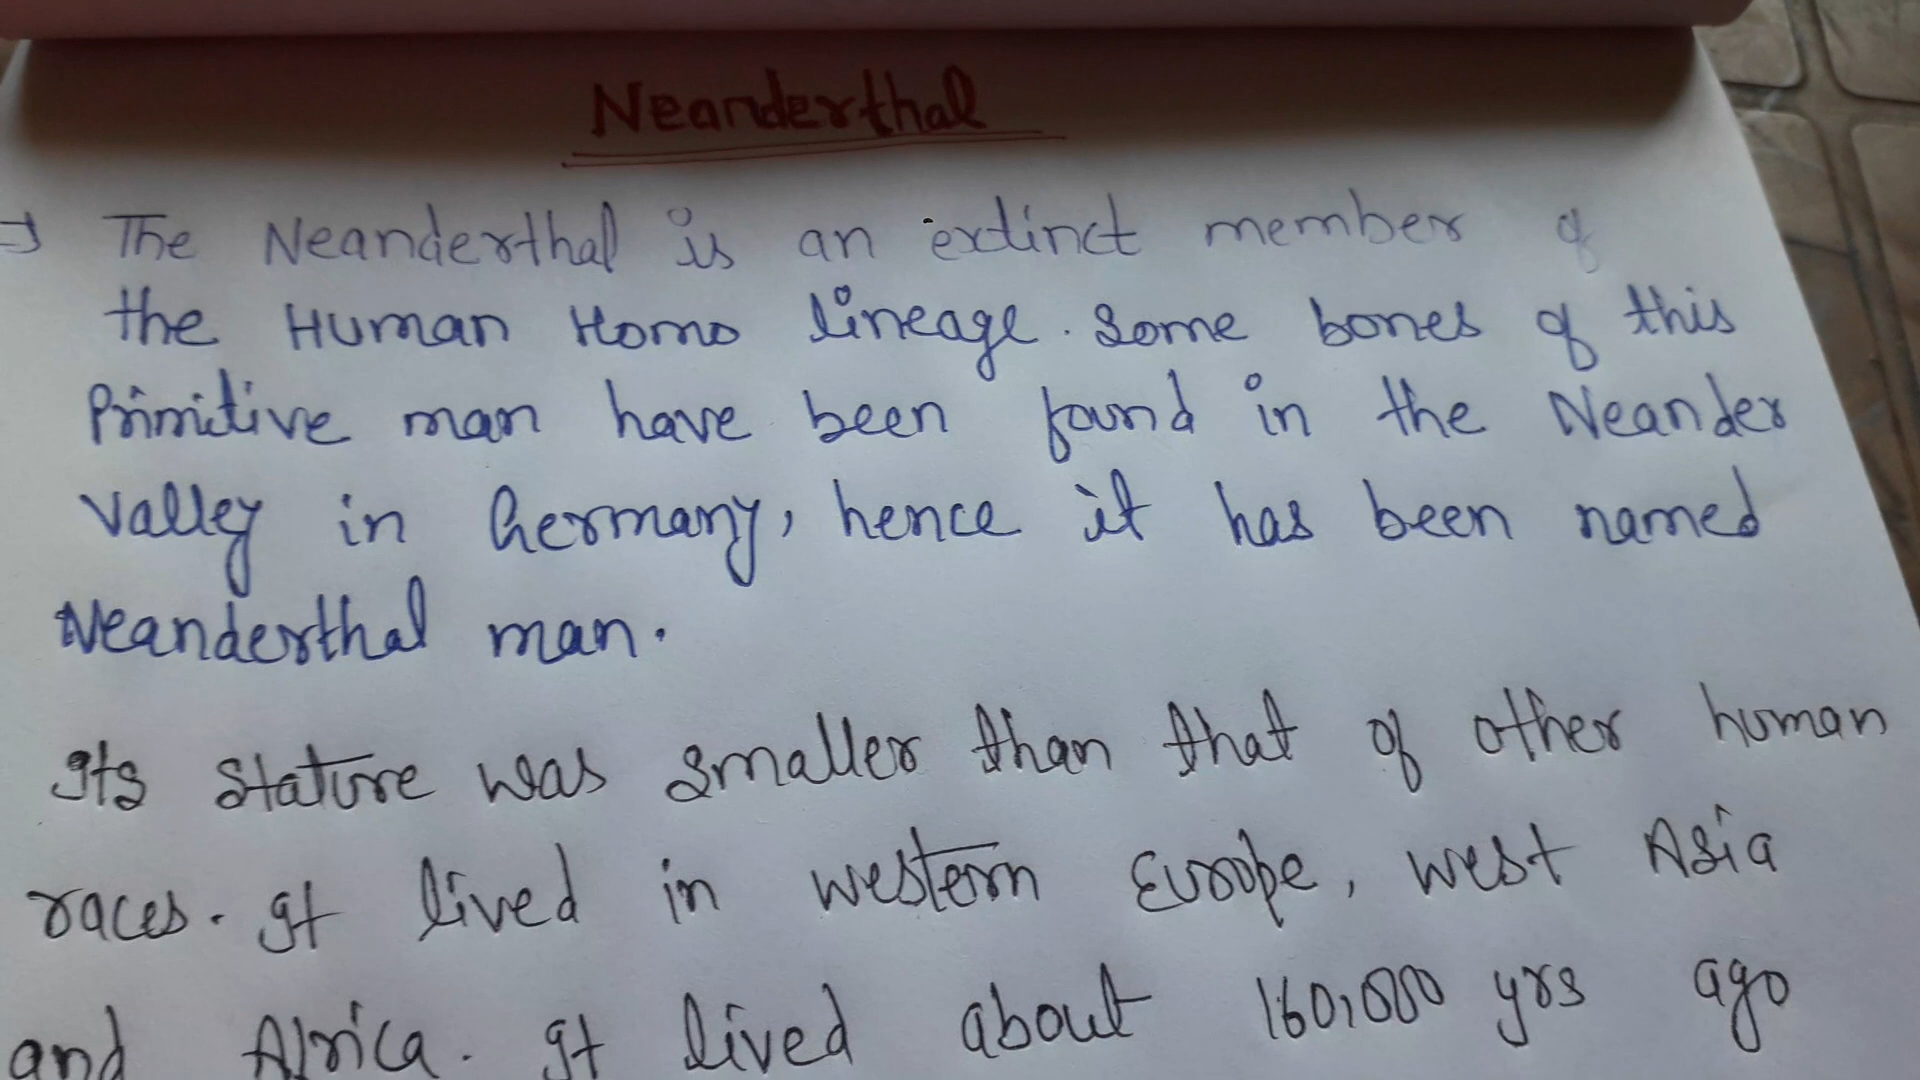 Neanderthal
⇒ The Neanderthal is an extinct member of
the Human Homo lineage. Some bones of this
Primitive man have been found in the Neander
Valley in Germany, hence it has been named
Neanderthal man.
Its stature was smaller than that of other human
races. It lived in western Europe, west Asia
and Africa. It lived about 160,000 yrs ago